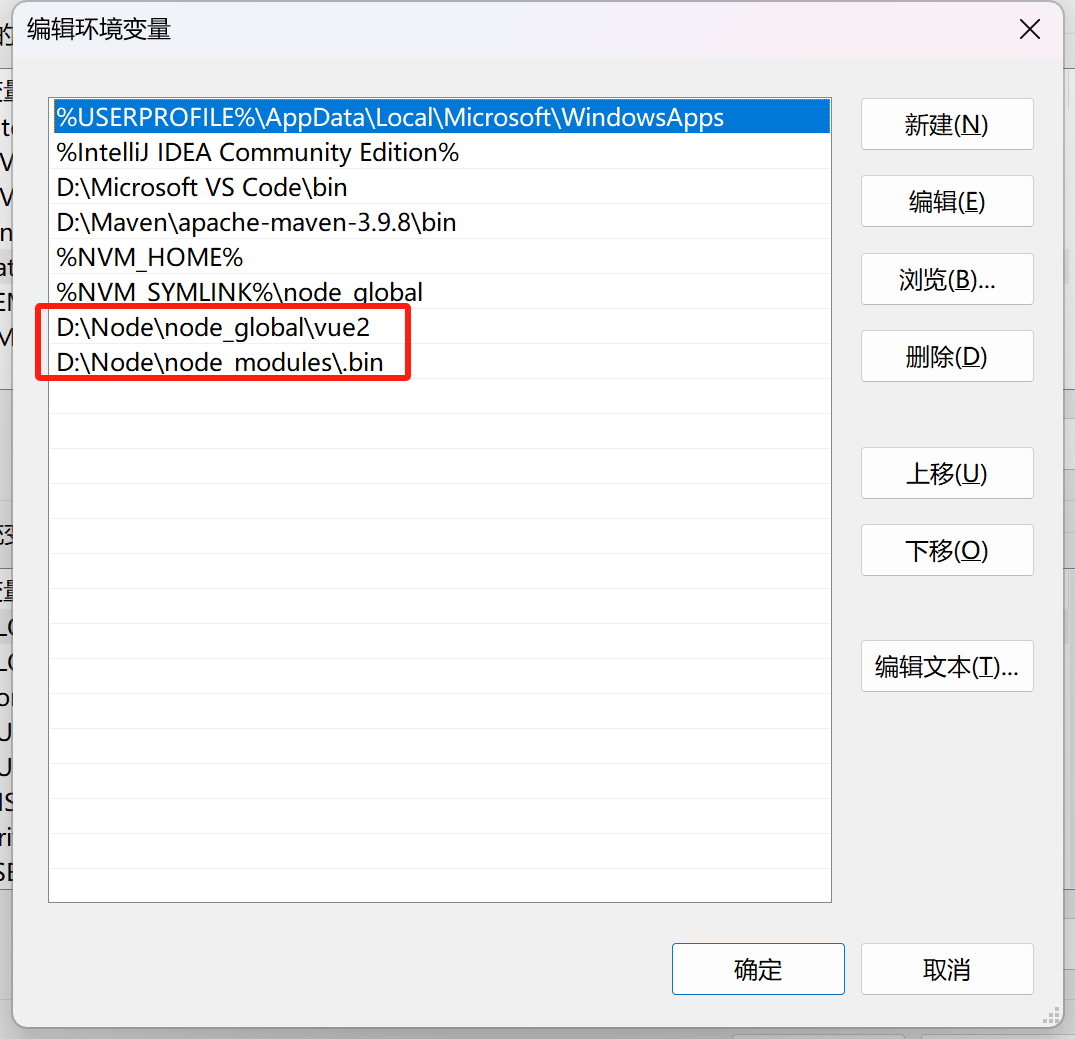 编辑环境变量
%USERPROFILE%\AppData\Local\Microsoft\WindowsApps
%IntelliJ IDEA Community Edition%
D:\Microsoft VS Code\bin
D:\Maven\apache-maven-3.9.8\bin
%NVM_HOME%
%NVM_SYMLINK%\node_global
D:\Node\node_global\vue2
D:\Node\node_modules\.bin
新建(N)
编辑(E)
浏览(B)...
删除(D)
上移(U)
下移(O)
编辑文本(T)...
确定
取消